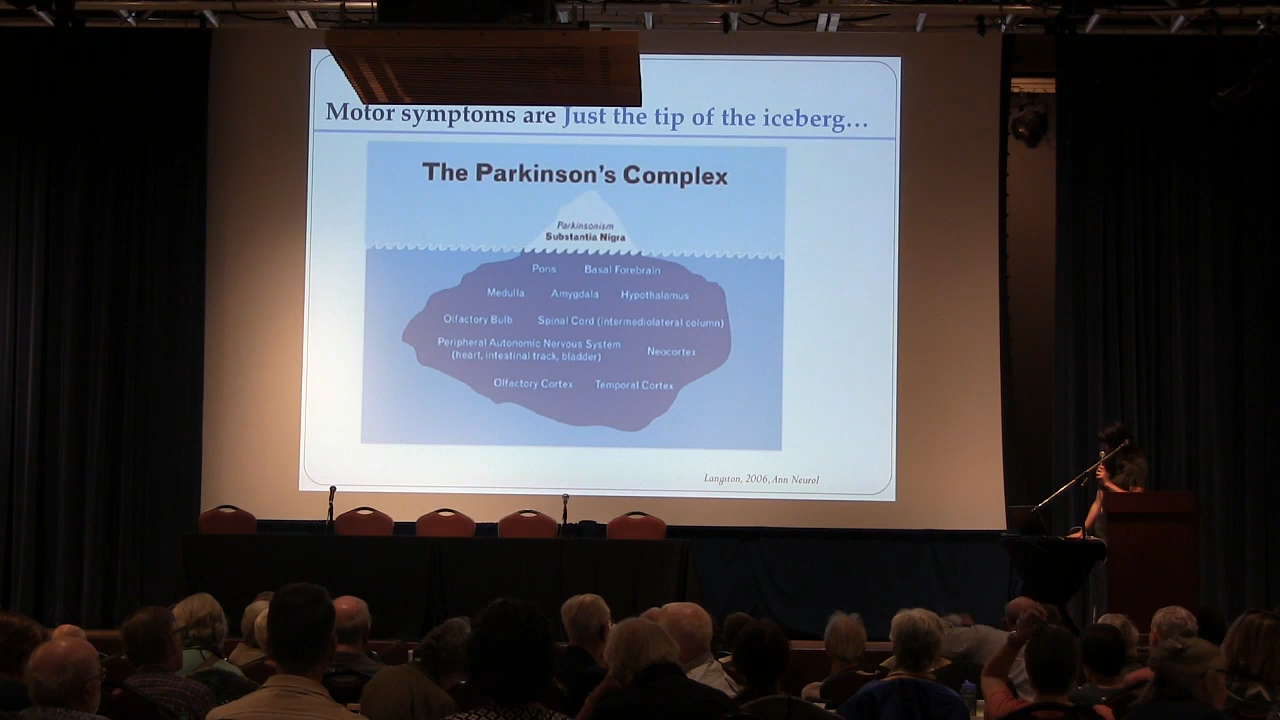 Motor symptoms are Just the tip of the iceberg...
The Parkinson's Complex
Parkinsonism
Substantia Nigra
Pons Basal Forebrain
Medulla Amygdala Hypothalamus
Olfactory Bulb Spinal Cord (intermediolateral column)
Peripheral Autonomic Nervous System
(heart, intestinal track, bladder) Neocortex
Olfactory Cortex Temporal Cortex
Langston, 2006, Ann Neurol